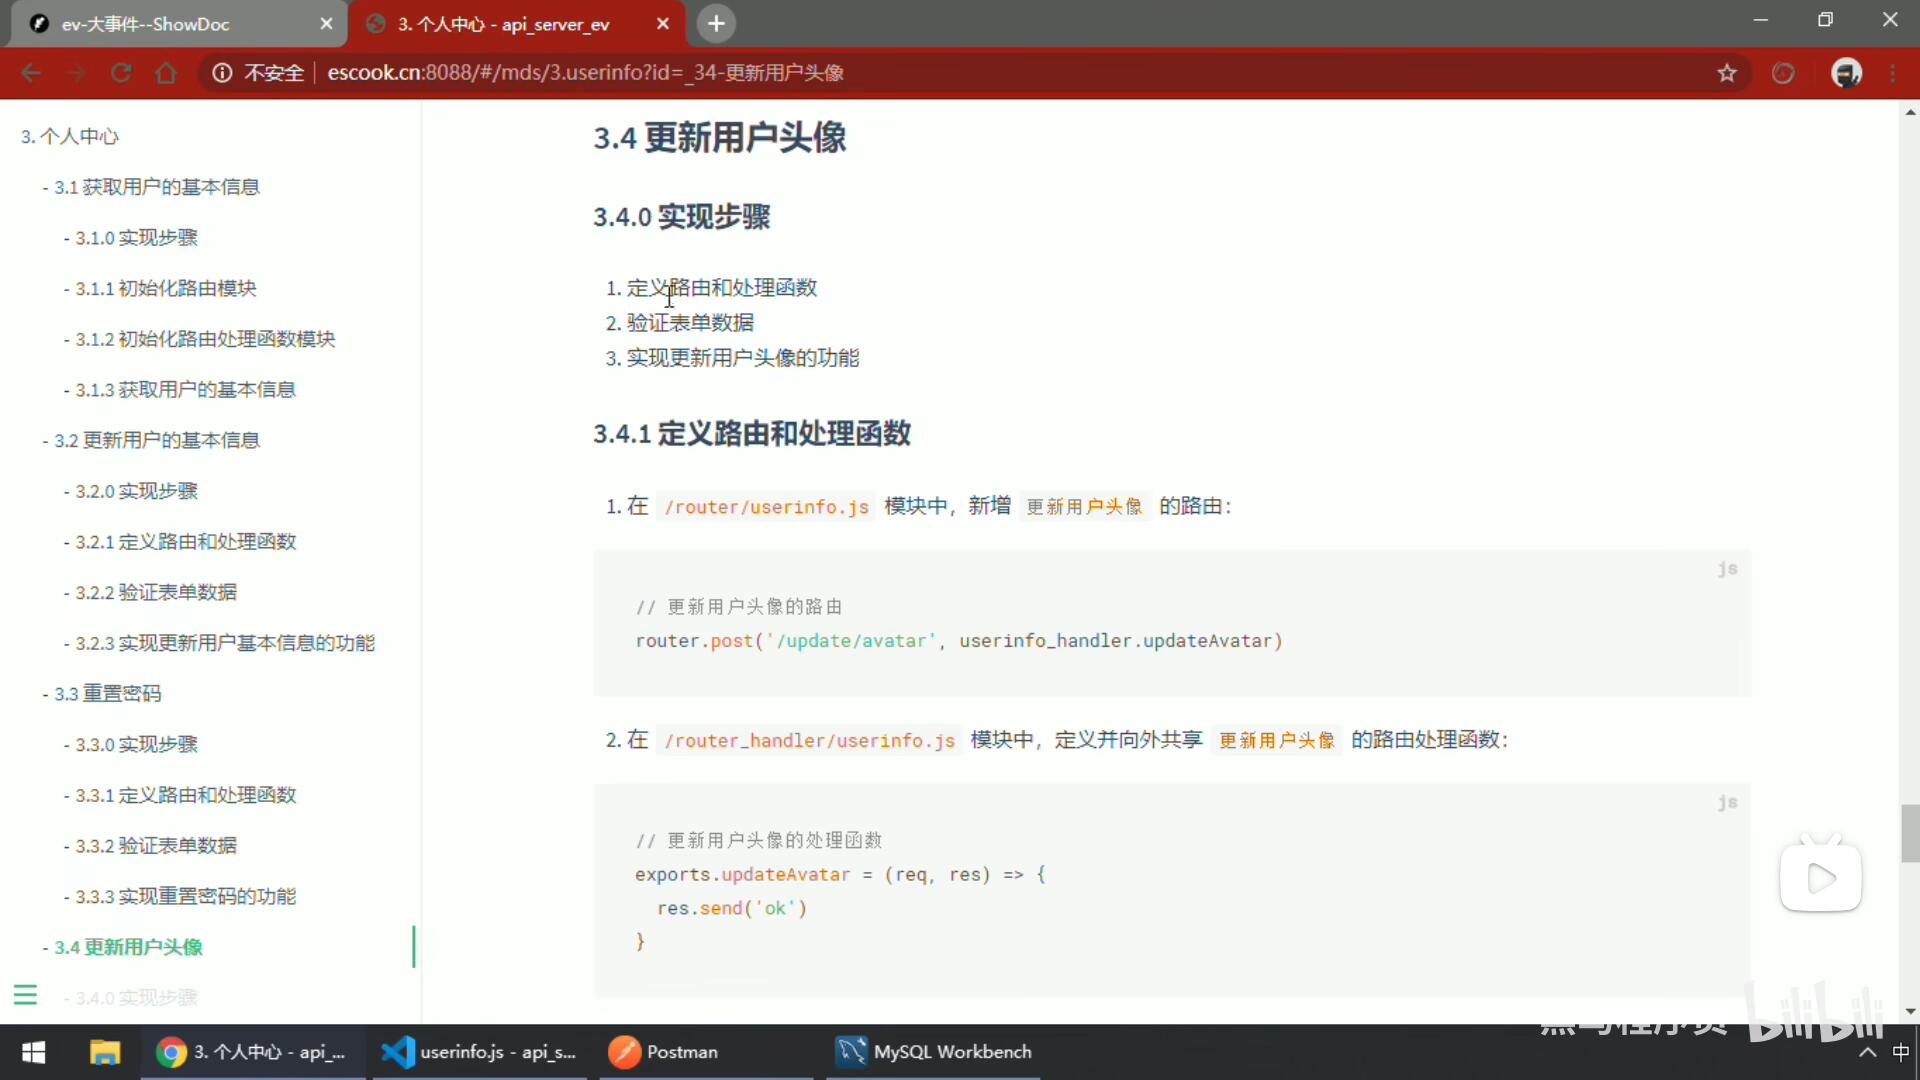 ev-大事件--ShowDoc
3. 个人中心 - api_server_ev
不安全
escook.cn:8088/#/mds/3.userinfo?id=_34-更新用户头像
3. 个人中心
- 3.1 获取用户的基本信息
- 3.1.0 实现步骤
- 3.1.1 初始化路由模块
- 3.1.2 初始化路由处理函数模块
- 3.1.3 获取用户的基本信息
- 3.2 更新用户的基本信息
- 3.2.0 实现步骤
- 3.2.1 定义路由和处理函数
- 3.2.2 验证表单数据
- 3.2.3 实现更新用户基本信息的功能
- 3.3 重置密码
- 3.3.0 实现步骤
- 3.3.1 定义路由和处理函数
- 3.3.2 验证表单数据
- 3.3.3 实现重置密码的功能
- 3.4 更新用户头像
- 3.4.0 实现步骤
3.4 更新用户头像
3.4.0 实现步骤
1. 定义路由和处理函数
2. 验证表单数据
3. 实现更新用户头像的功能
3.4.1 定义路由和处理函数
1. 在 /router/userinfo.js 模块中，新增 更新用户头像 的路由：
js
// 更新用户头像的路由
router.post('/update/avatar', userinfo_handler.updateAvatar)
2. 在 /router_handler/userinfo.js 模块中，定义并向外共享 更新用户头像 的路由处理函数：
js
// 更新用户头像的处理函数
exports.updateAvatar = (req, res) => {
res.send('ok')
}
黑马程序员 bilibili
3. 个人中心 - api_...
userinfo.js - api_s...
Postman
MySQL Workbench
中